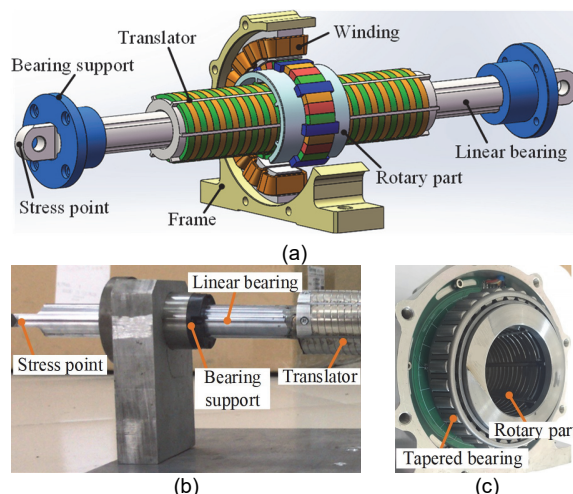 Translator
Winding
Bearing support
Linear bearing
Rotary part
Stress point
Frame
(a)
Linear bearing
Stress point
Bearing
support
Translator
(b)
Rotary part
Tapered bearing
(c)